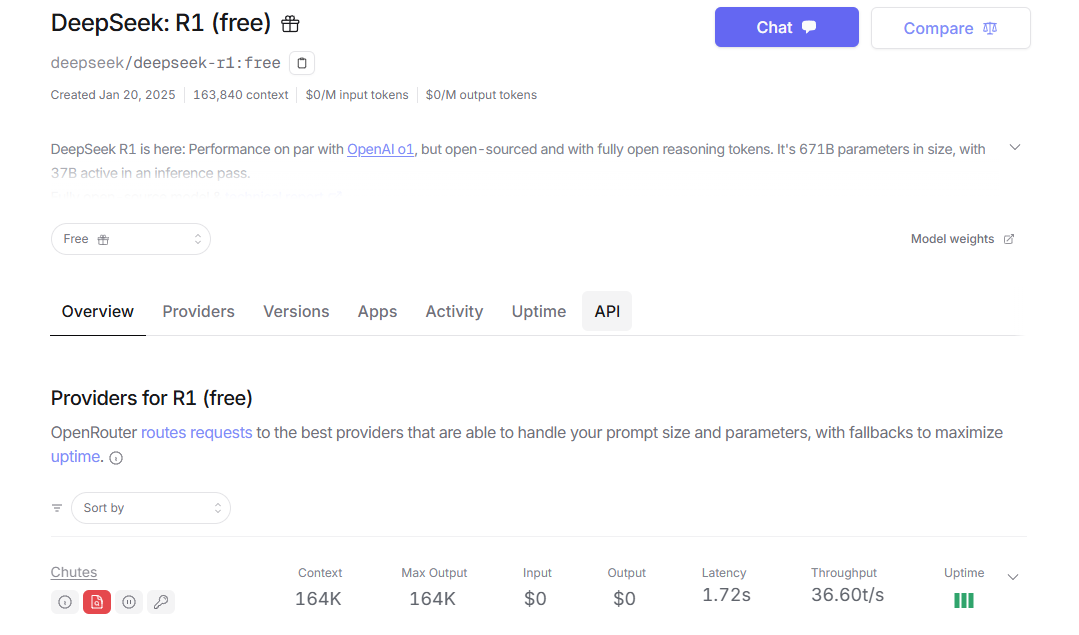 DeepSeek: R1 (free)
Chat
Compare
deepseek/deepseek-r1:free
Created Jan 20, 2025
163,840 context
$0/M input tokens
$0/M output tokens
DeepSeek R1 is here: Performance on par with OpenAI o1, but open-sourced and with fully open reasoning tokens. It's 671B parameters in size, with
37B active in an inference pass.
Free
Model weights
Overview
Providers
Versions
Apps
Activity
Uptime
API
Providers for R1 (free)
OpenRouter routes requests to the best providers that are able to handle your prompt size and parameters, with fallbacks to maximize
uptime.
Sort by
Chutes
Context
Max Output
Input
Output
Latency
Throughput
Uptime
164K
164K
$0
$0
1.72s
36.60t/s